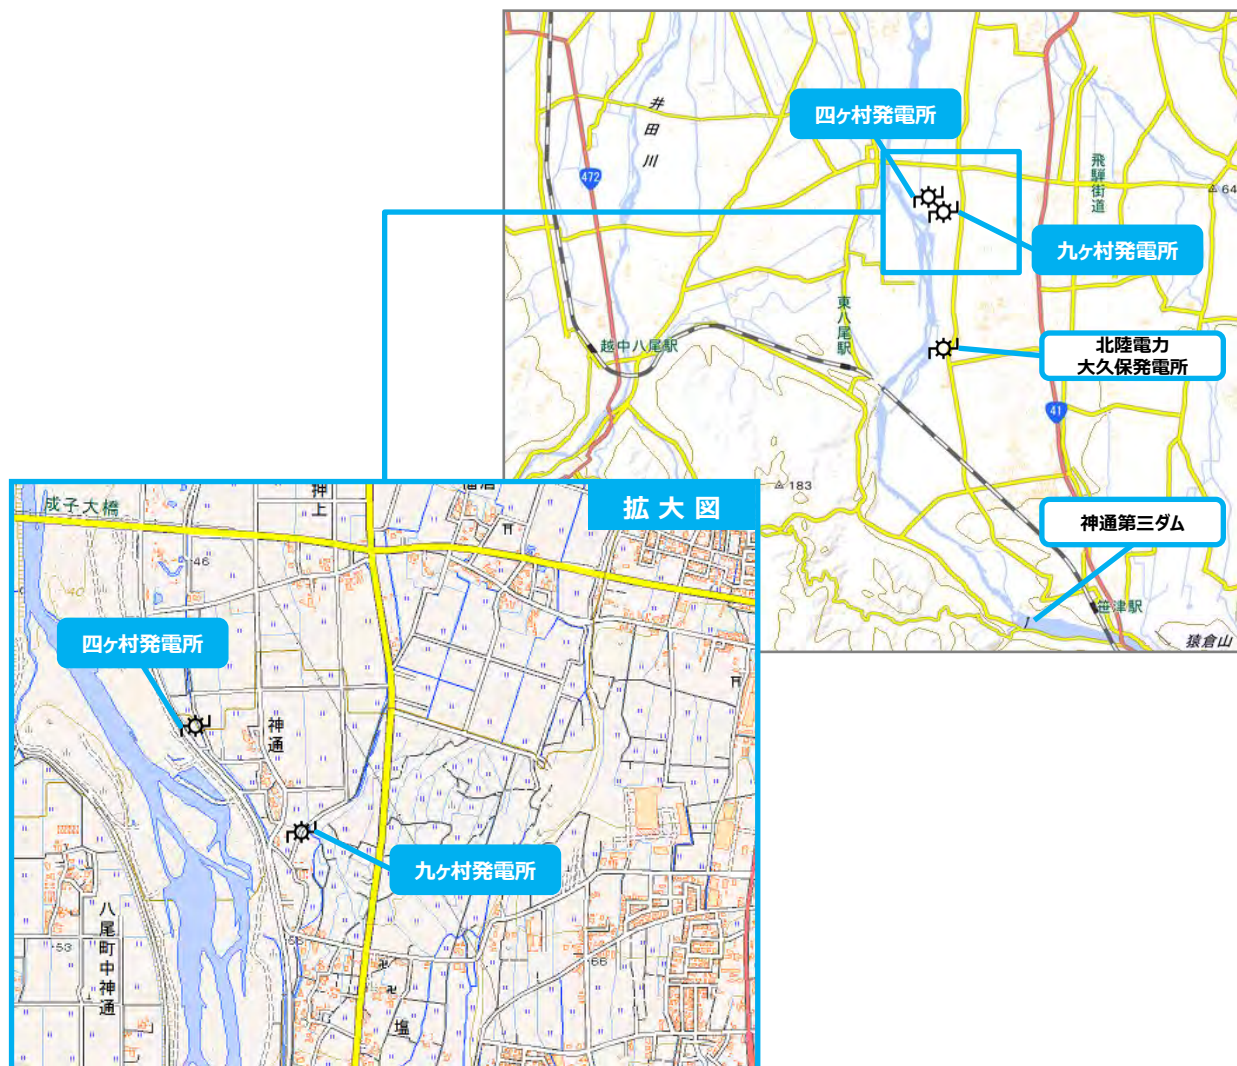 井田川
四ヶ村発電所
472
飛騨街道
64
九ヶ村発電所
東八尾駅
越中八尾駅
北陸電力
大久保発電所
41
183
神通第三ダム
笹津駅
猿倉山
拡大図
成子大橋
押上
46
40
四ヶ村発電所
神通
九ヶ村発電所
八尾町中神通
53
56
66
塩